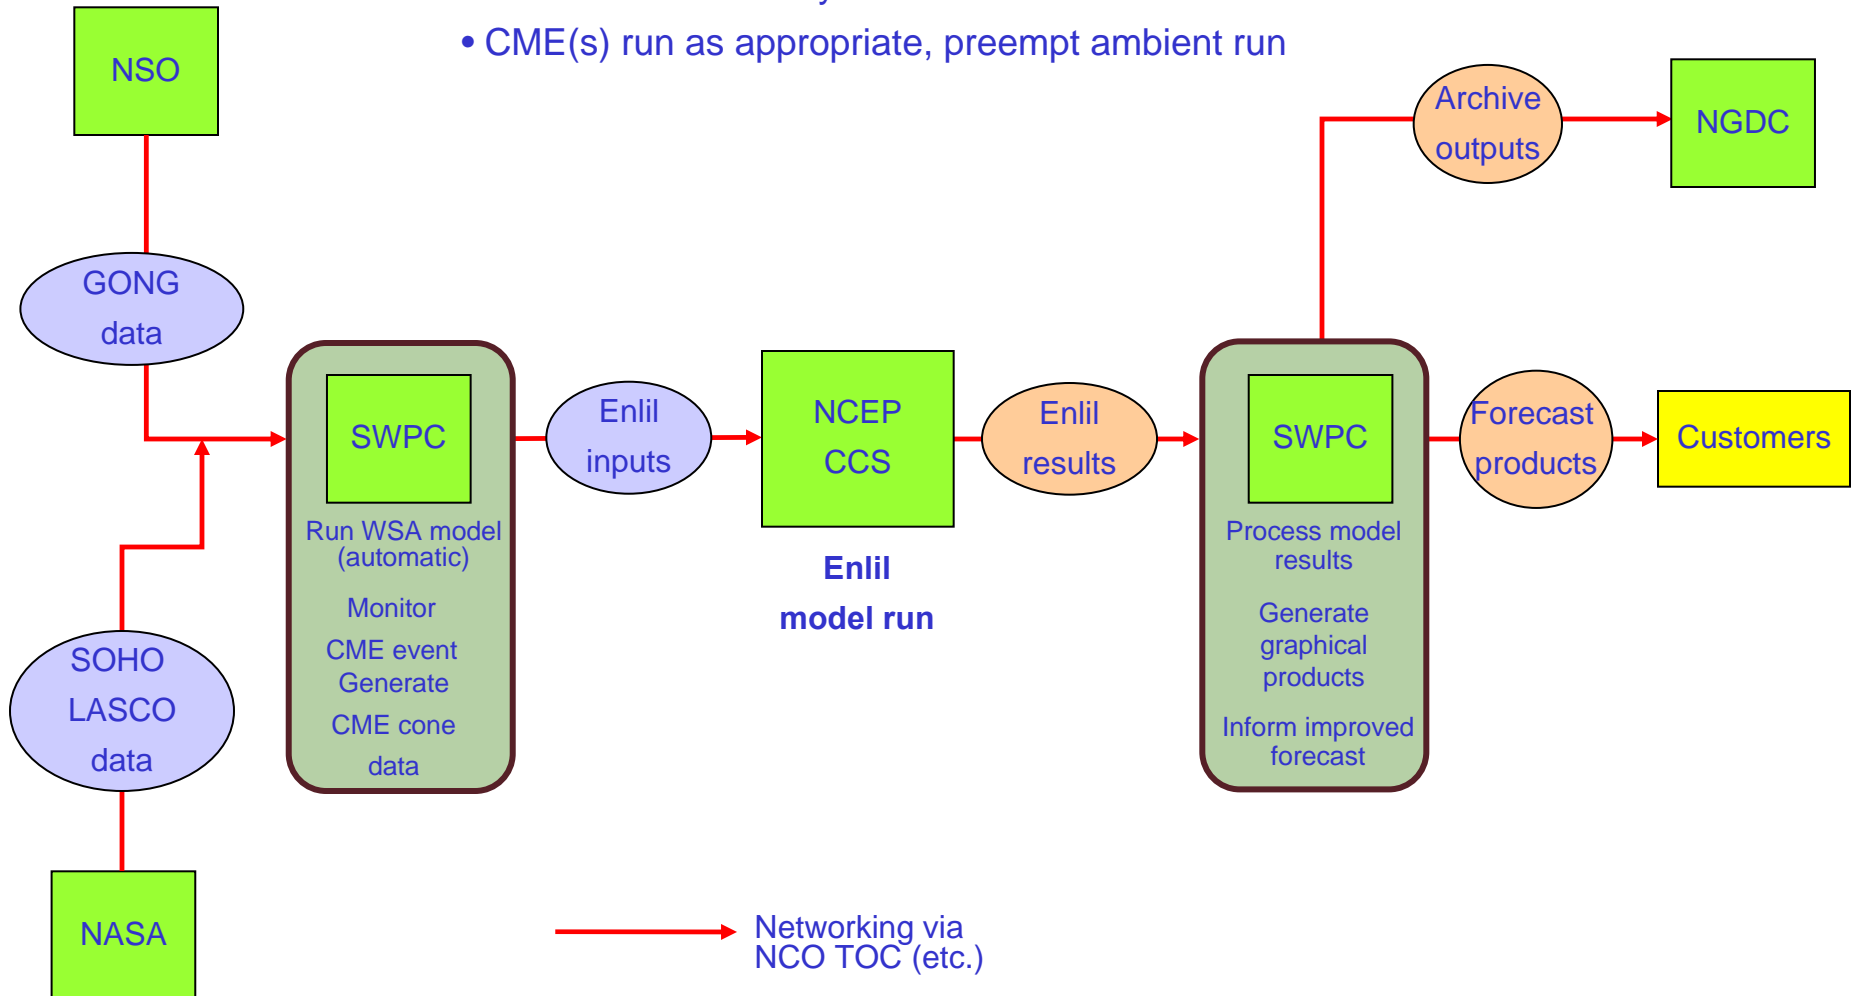 • CME(s) run as appropriate, preempt ambient run
NSO
Archive
outputs
NGDC
GONG
data
SWPC
Run WSA model
(automatic)
Monitor
CME event
Generate
CME cone
data
Enlil
inputs
NCEP
CCS
Enlil
model run
Enlil
results
SWPC
Process model
results
Generate
graphical
products
Inform improved
forecast
Forecast
products
Customers
SOHO
LASCO
data
NASA
Networking via
NCO TOC (etc.)